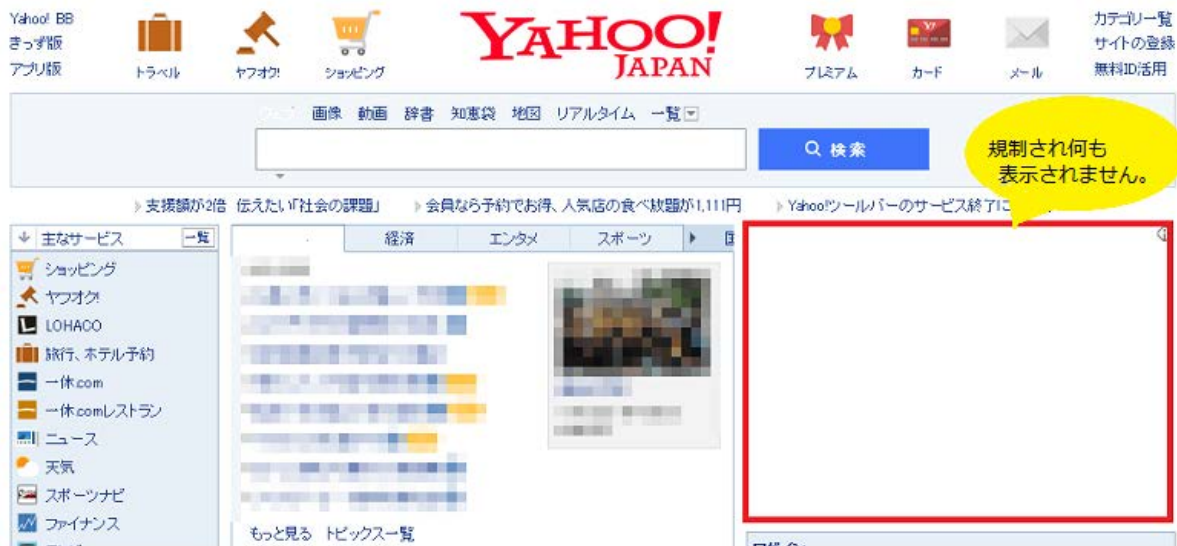 Yahoo! BB
きっず版
アプリ版
トラベル
ヤフオク!
ショッピング
YAHOO!
JAPAN
プレミアム
カード
メール
カテゴリ一覧
サイトの登録
無料ID活用
画像 動画 辞書 知恵袋 地図 リアルタイム 一覧
検索
規制され何も
表示されません。
支援額が2倍 伝えたい「社会の課題」
会員なら予約でお得、人気店の食べ放題が1,111円
Yahoo!ツールバーのサービス終了に
主なサービス 一覧
経済 エンタメ スポーツ
ショッピング
ヤフオク!
LOHACO
旅行、ホテル予約
一休.com
一休.comレストラン
ニュース
天気
スポーツナビ
ファイナンス
もっと見る トピックス一覧